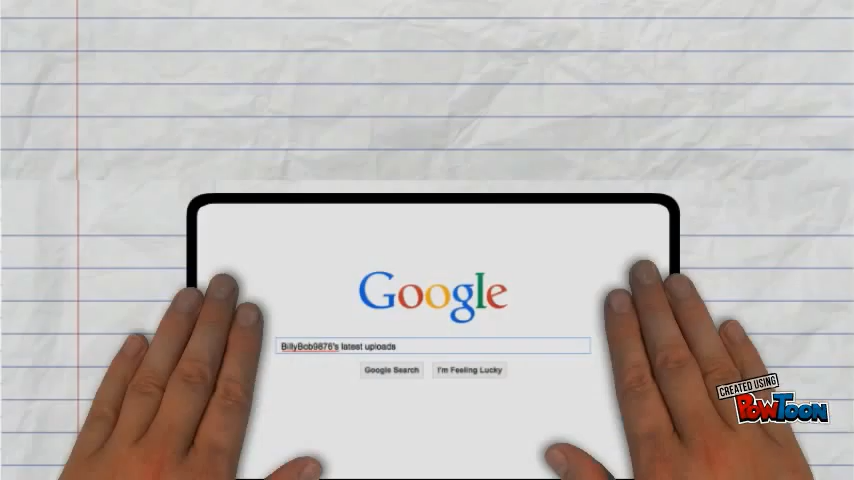 Google
BillyBob9876's latest uploads
Google Search
I'm Feeling Lucky
CREATED USING
POWTOON